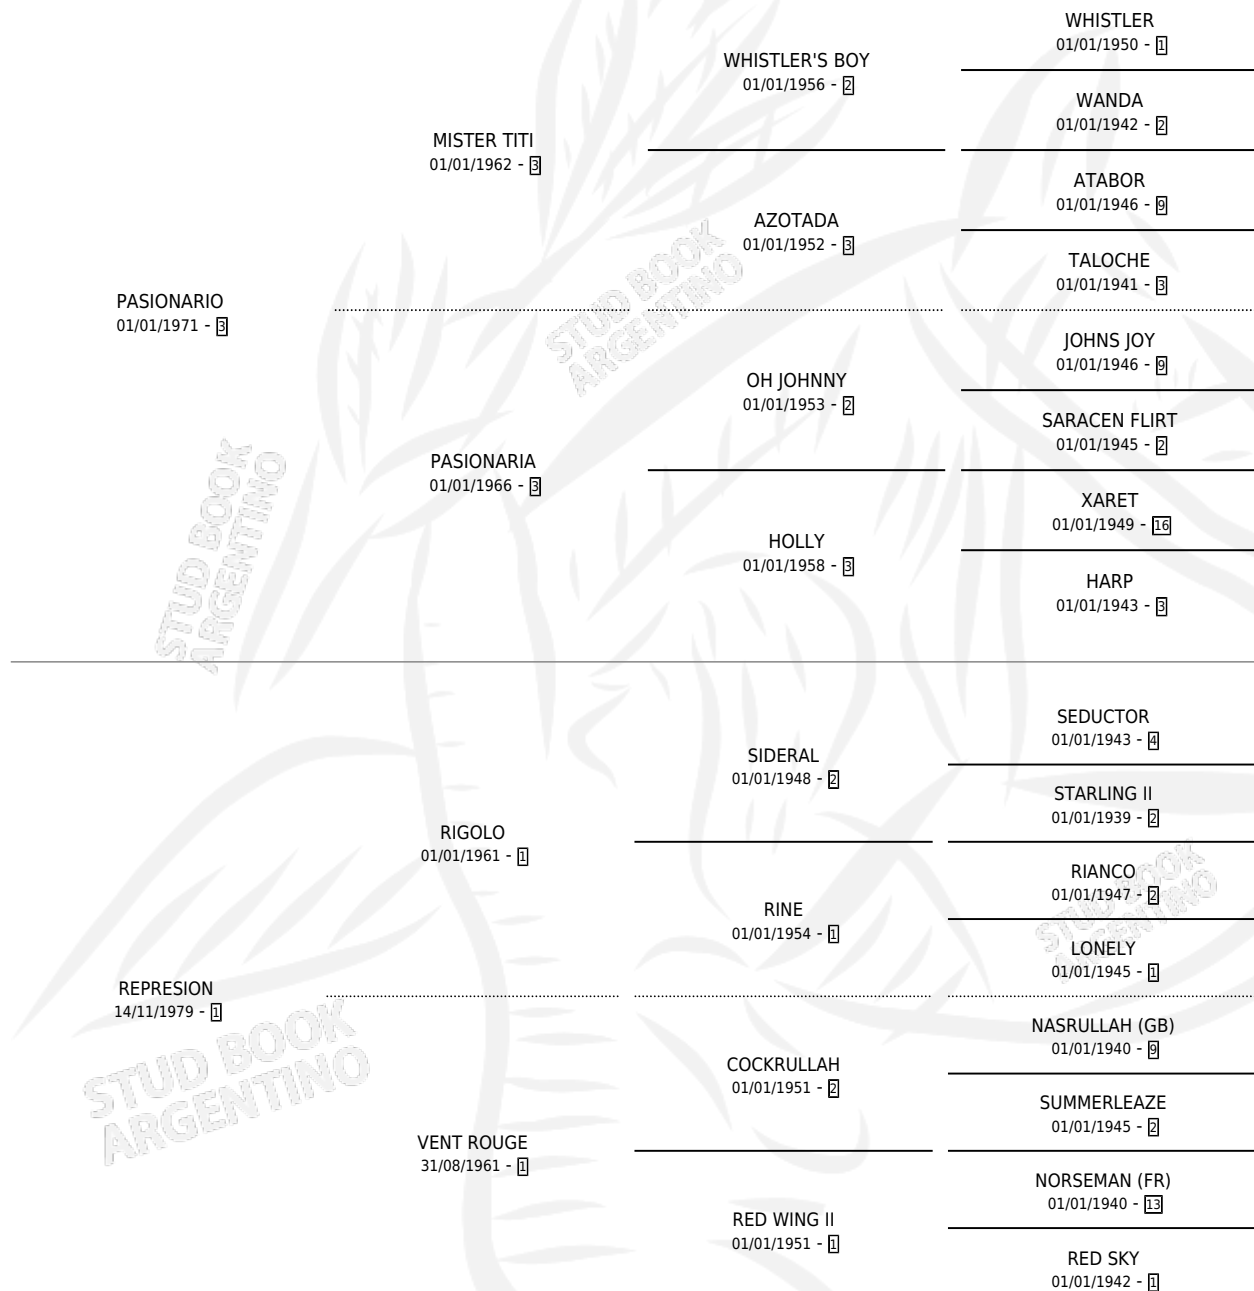 WHISTLER
01/01/1950 - 1
WHISTLER'S BOY
01/01/1956 - 2
WANDA
01/01/1942 - 2
MISTER TITI
01/01/1962 - 3
ATABOR
01/01/1946 - 9
AZOTADA
01/01/1952 - 3
TALOCHE
01/01/1941 - 3
PASIONARIO
01/01/1971 - 3
JOHNS JOY
01/01/1946 - 9
OH JOHNNY
01/01/1953 - 2
SARACEN FLIRT
01/01/1945 - 2
PASIONARIA
01/01/1966 - 3
XARET
01/01/1949 - 16
HOLLY
01/01/1958 - 3
HARP
01/01/1943 - 3
SEDUCTOR
01/01/1943 - 4
SIDERAL
01/01/1948 - 2
STARLING II
01/01/1939 - 2
RIGOLO
01/01/1961 - 1
RIANCO
01/01/1947 - 2
RINE
01/01/1954 - 1
LONELY
01/01/1945 - 1
REPRESION
14/11/1979 - 1
NASRULLAH (GB)
01/01/1940 - 9
COCKRULLAH
01/01/1951 - 2
SUMMERLEAZE
01/01/1945 - 2
VENT ROUGE
31/08/1961 - 1
NORSEMAN (FR)
01/01/1940 - 13
RED WING II
01/01/1951 - 1
RED SKY
01/01/1942 - 1
STUD BOOK
ARGENTINO
STUD BOOK
ARGENTINO
STUD BOOK
ARGENTINO
STUD BOOK
ARGENTINO